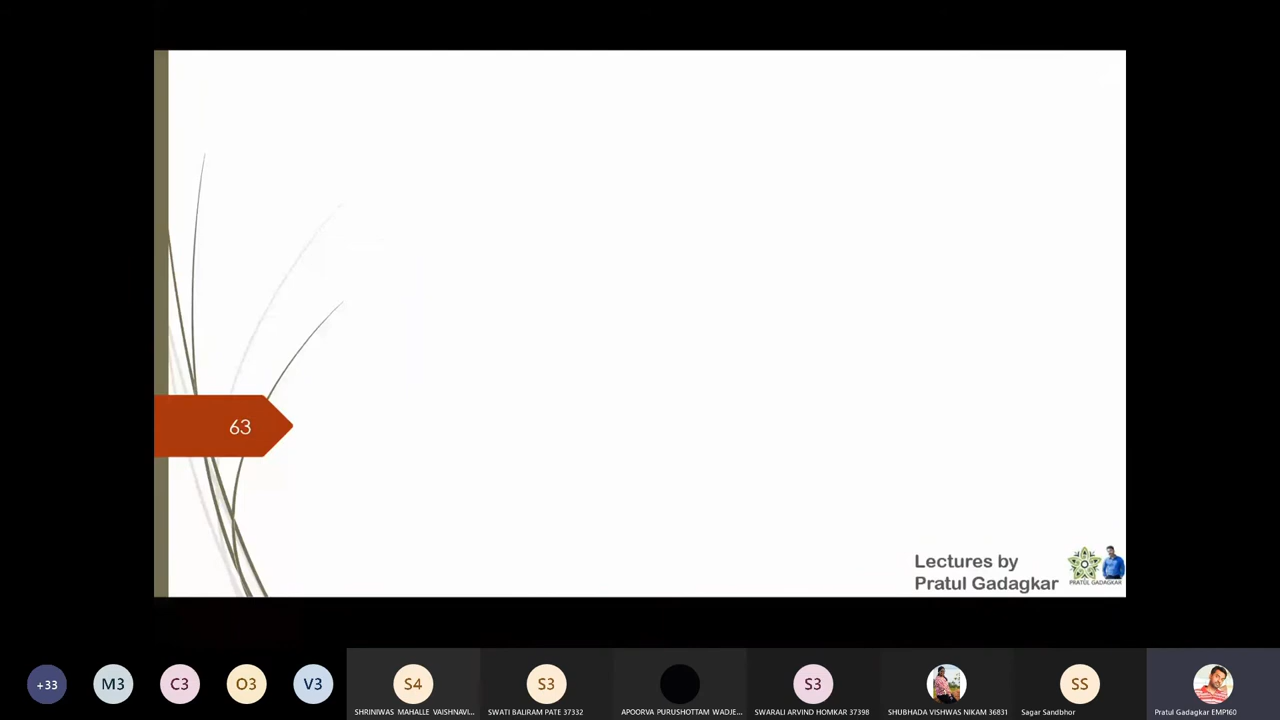 63
Lectures by
Pratul Gadagkar
PRATUL GADAGKAR
+33
M3
C3
O3
V3
S4
S3
S3
SS
SHRINIWAS MAHALLE VAISHNAVI...
SWATI BALIRAM PATE 37332
APOORVA PURUSHOTTAM WADJE...
SWARALI ARVIND HOMKAR 37398
SHUBHADA VISHWAS NIKAM 36831
Sagar Sandbhor
Pratul Gadagkar EMP160